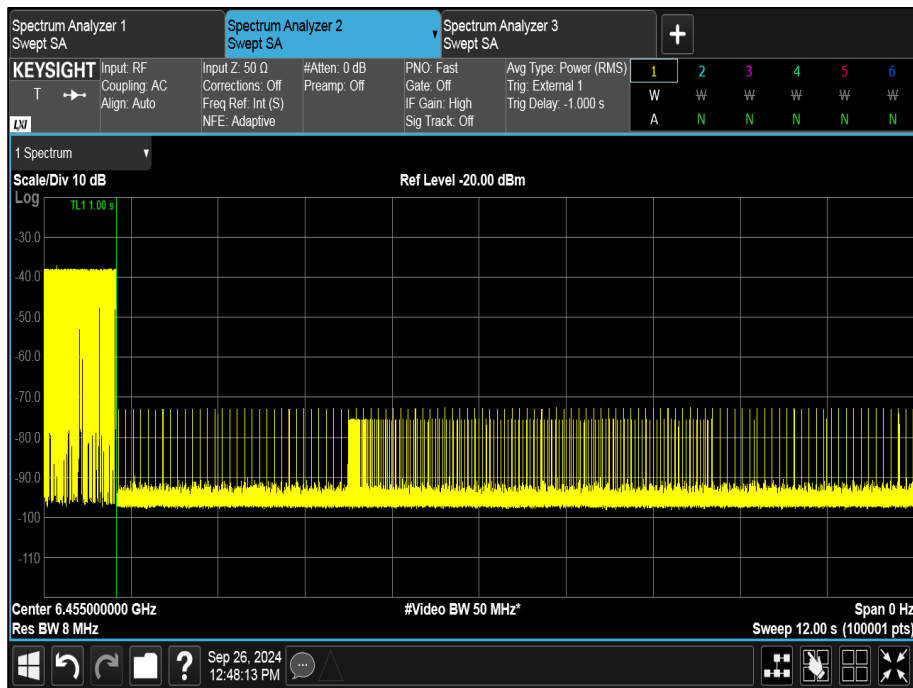 Spectrum Analyzer 1
Swept SA
Spectrum Analyzer 2
Swept SA
Spectrum Analyzer 3
Swept SA
+
KEYSIGHT
T
LXI
Input: RF
Coupling: AC
Align: Auto
Input Z: 50 Ω
Corrections: Off
Freq Ref: Int (S)
NFE: Adaptive
#Atten: 0 dB
Preamp: Off
PNO: Fast
Gate: Off
IF Gain: High
Sig Track: Off
Avg Type: Power (RMS)
Trig: External 1
Trig Delay: -1.000 s
1 2 3 4 5 6
W W W W W W
A N N N N N
1 Spectrum
Scale/Div 10 dB
Ref Level -20.00 dBm
Log
TL1 1.00 s
-30.0
-40.0
-50.0
-60.0
-70.0
-80.0
-90.0
-100
-110
Center 6.455000000 GHz
#Video BW 50 MHz*
Span 0 Hz
Res BW 8 MHz
Sweep 12.00 s (100001 pts)
?
Sep 26, 2024
12:48:13 PM